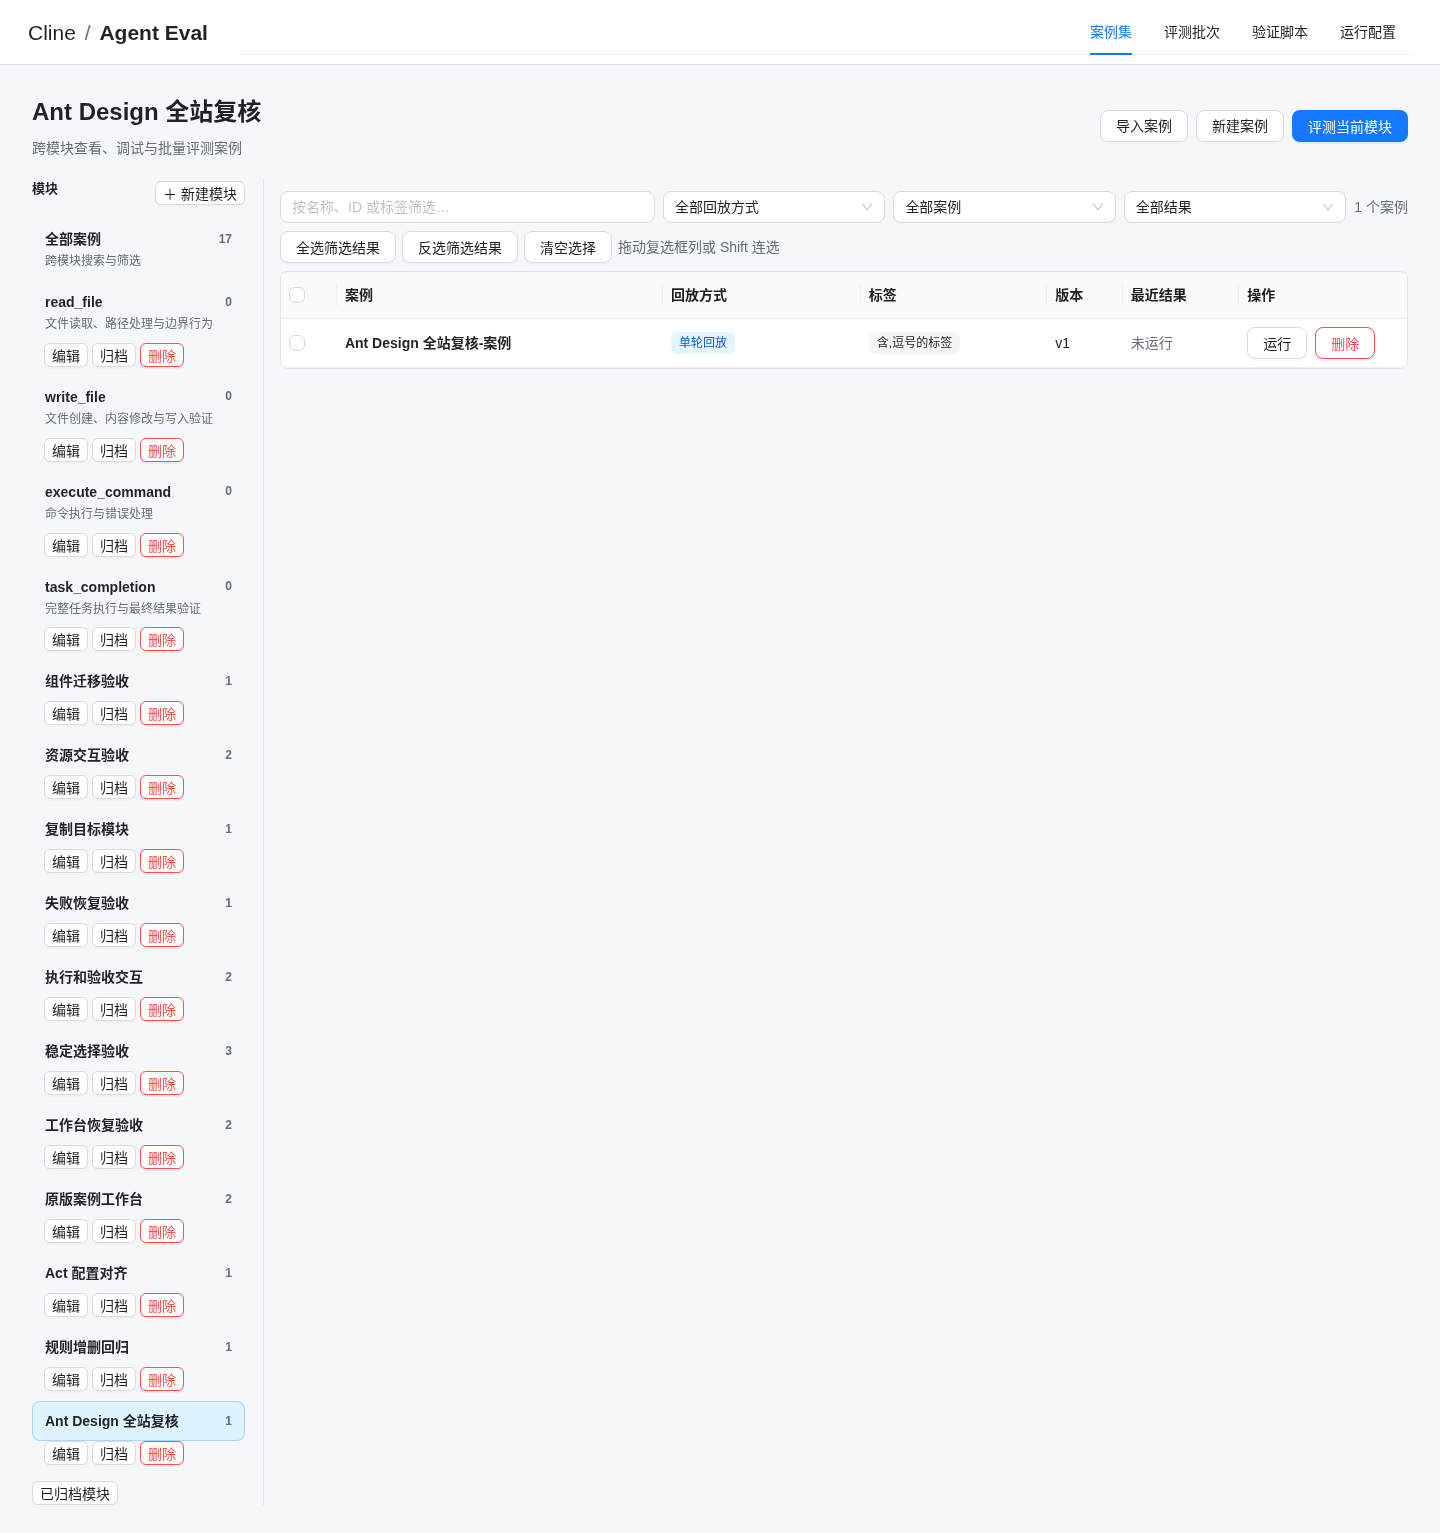 Cline / Agent Eval
案例集 评测批次 验证脚本 运行配置
Ant Design 全站复核
跨模块查看、调试与批量评测案例
导入案例 新建案例 评测当前模块
模块
新建模块
全部案例 17
跨模块搜索与筛选
read_file 0
文件读取、路径处理与边界行为
编辑 归档 删除
write_file 0
文件创建、内容修改与写入验证
编辑 归档 删除
execute_command 0
命令执行与错误处理
编辑 归档 删除
task_completion 0
完整任务执行与最终结果验证
编辑 归档 删除
组件迁移验收 1
编辑 归档 删除
资源交互验收 2
编辑 归档 删除
复制目标模块 1
编辑 归档 删除
失败恢复验收 1
编辑 归档 删除
执行和验收交互 2
编辑 归档 删除
稳定选择验收 3
编辑 归档 删除
工作台恢复验收 2
编辑 归档 删除
原版案例工作台 2
编辑 归档 删除
Act 配置对齐 1
编辑 归档 删除
规则增删回归 1
编辑 归档 删除
Ant Design 全站复核 1
编辑 归档 删除
已归档模块
按名称、ID 或标签筛选... 全部回放方式 全部案例 全部结果 1 个案例
全选筛选结果 反选筛选结果 清空选择 拖动复选框列或 Shift 连选
案例 回放方式 标签 版本 最近结果 操作
Ant Design 全站复核-案例 单轮回放 含,逗号的标签 v1 未运行 运行 删除